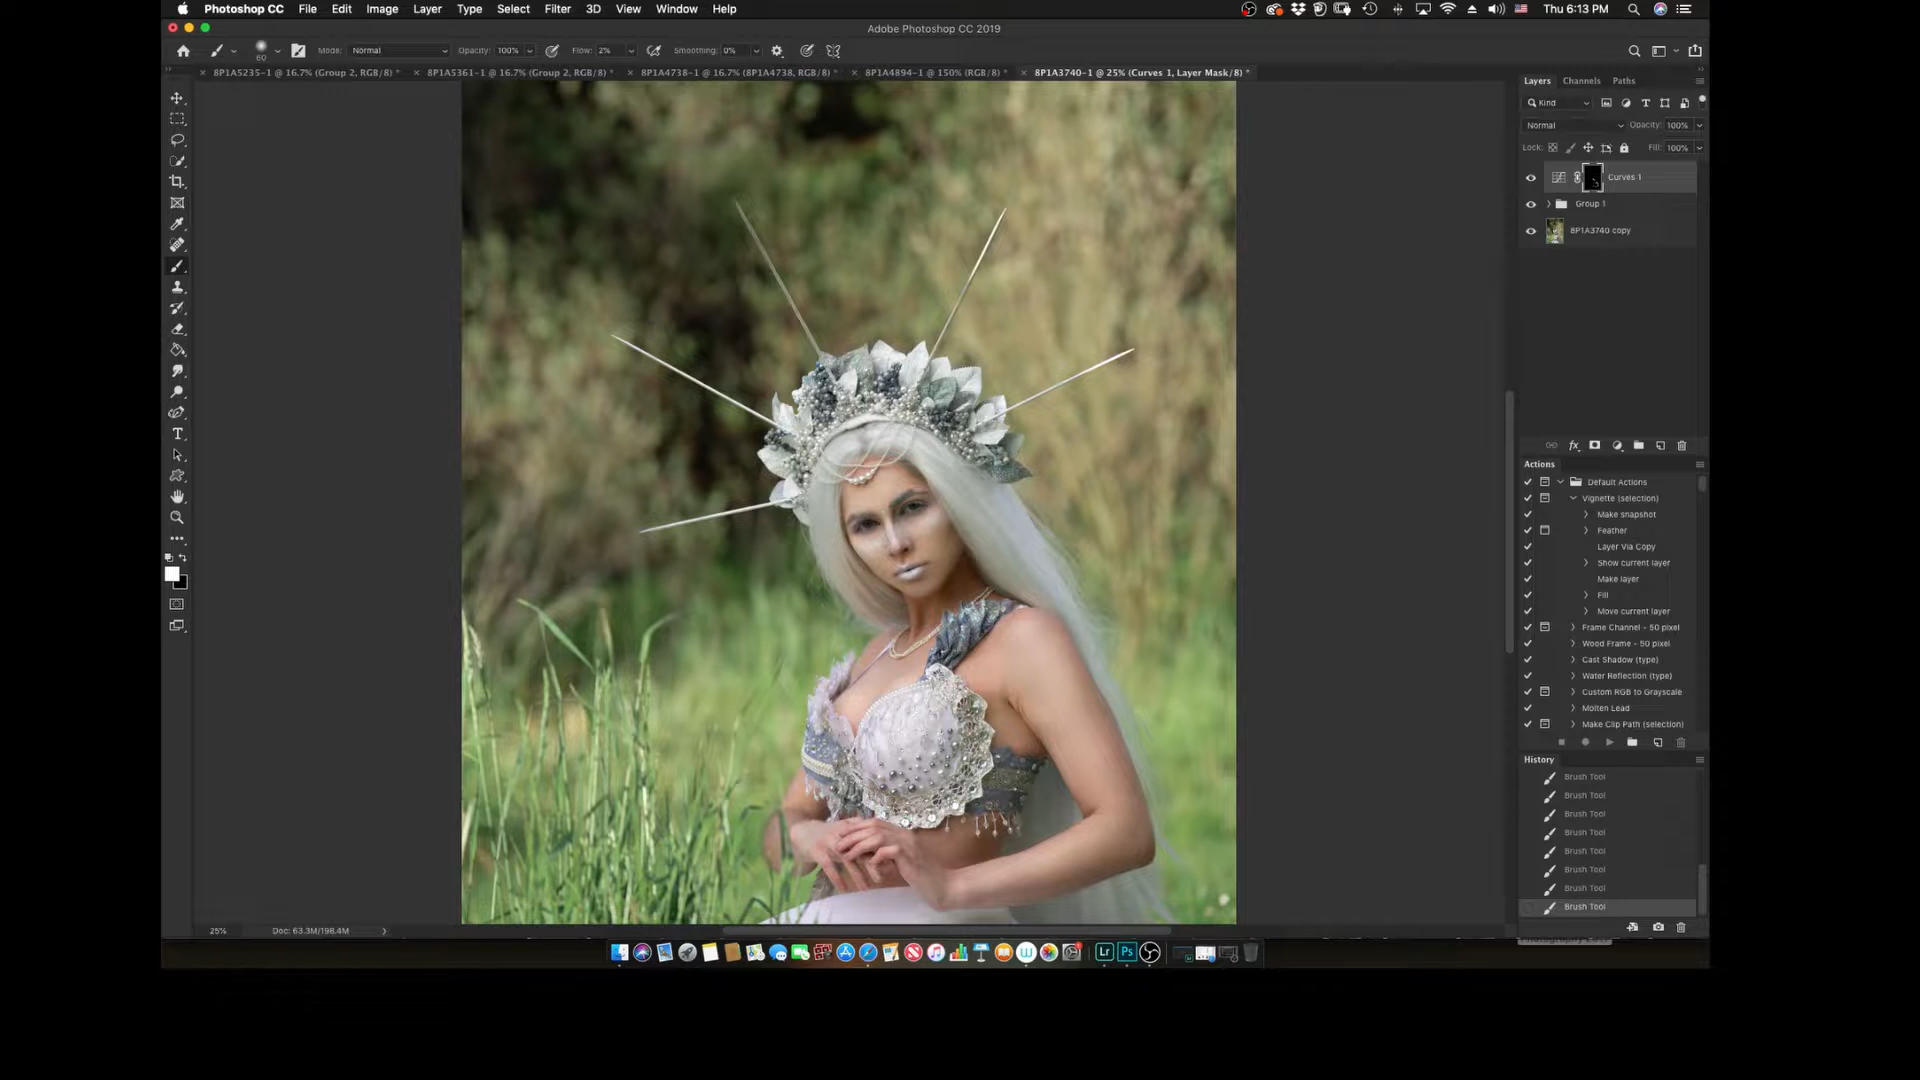 Photoshop CC File Edit Image Layer Type Select Filter 3D View Window Help Thu 6:13 PM
Adobe Photoshop CC 2019
60 Mode: Normal Opacity: 100% Flow: 2% Smoothing: 0%
8P1A5235-1 @ 16.7% (Group 2, RGB/8) * 8P1A5361-1 @ 16.7% (Group 2, RGB/8) * 8P1A4738-1 @ 16.7% (8P1A4738, RGB/8) * 8P1A4894-1 @ 150% (RGB/8) * 8P1A3740-1 @ 25% (Curves 1, Layer Mask/8) *
Layers Channels Paths
Kind
Normal Opacity: 100%
Lock: Fill: 100%
Curves 1
Group 1
8P1A3740 copy
fx
Actions
Default Actions
Vignette (selection)
Make snapshot
Feather
Layer Via Copy
Show current layer
Make layer
Fill
Move current layer
Frame Channel - 50 pixel
Wood Frame - 50 pixel
Cast Shadow (type)
Water Reflection (type)
Custom RGB to Grayscale
Molten Lead
Make Clip Path (selection)
History
Brush Tool
Brush Tool
Brush Tool
Brush Tool
Brush Tool
Brush Tool
Brush Tool
Brush Tool
25% Doc: 63.3M/198.4M
Lr Ps